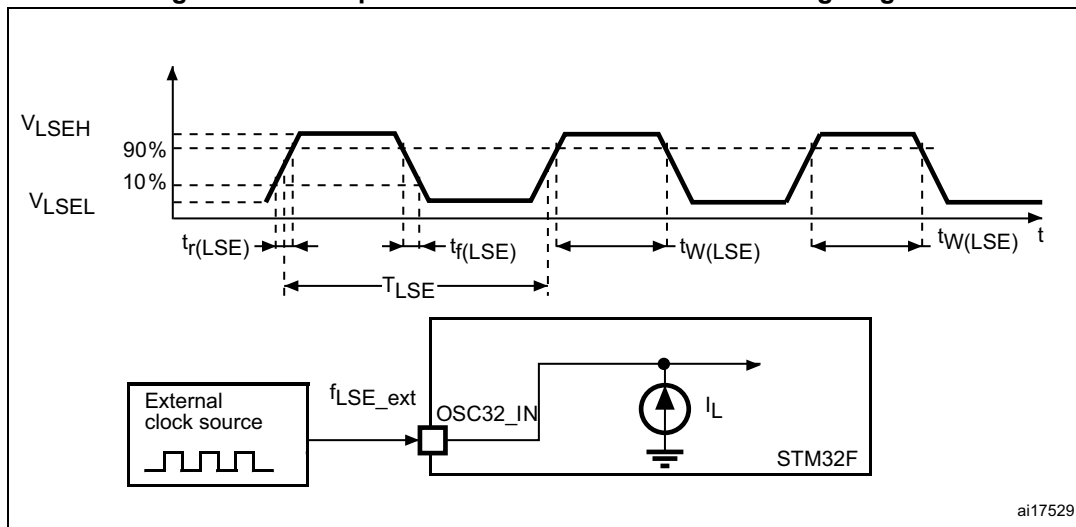 VLSEH
90%
10%
VLSEL
tr(LSE)
tf(LSE)
tW(LSE)
tW(LSE)
t
TLSE
External
clock source
fLSE_ext
OSC32_IN
IL
STM32F
ai17529